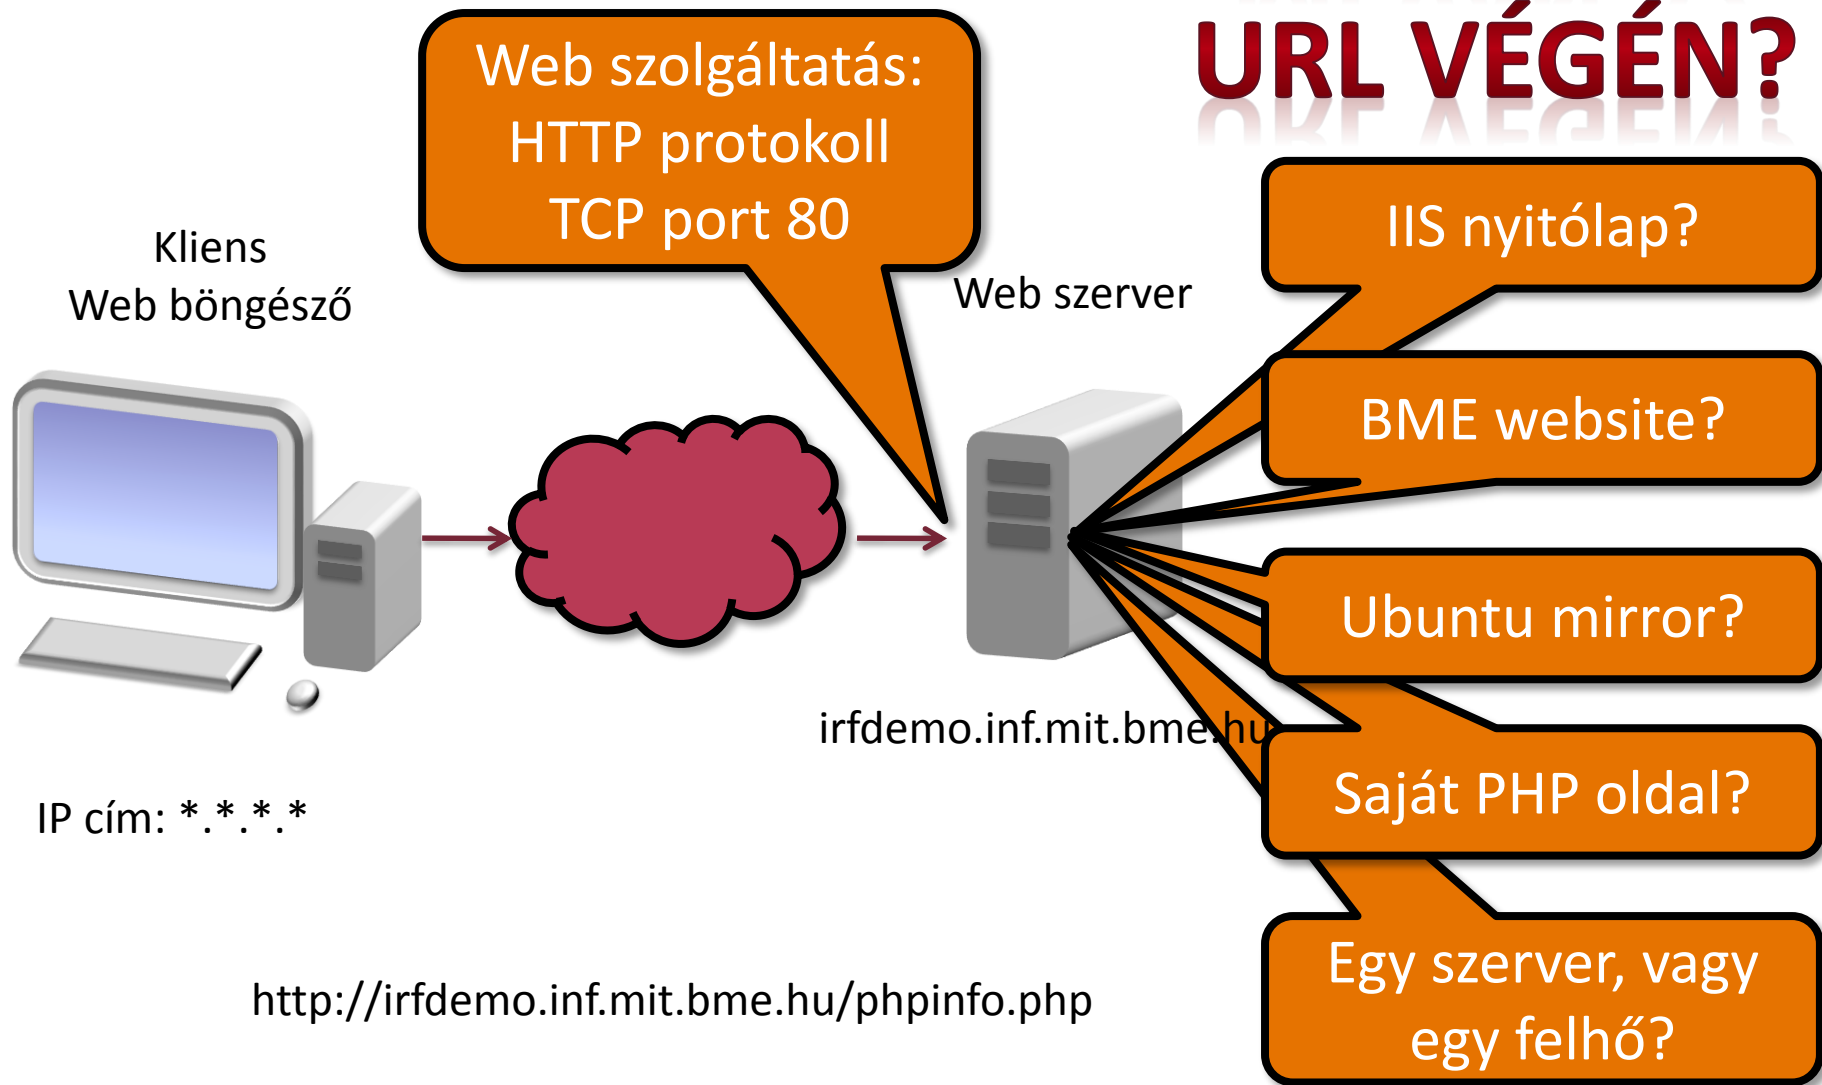 URL VÉGÉN?
Web szolgáltatás:
HTTP protokoll
TCP port 80
IIS nyitólap?
Kliens
Web böngésző
Web szerver
BME website?
Ubuntu mirror?
irfdemo.inf.mit.bme.hu
Saját PHP oldal?
IP cím: *.*.*.*
Egy szerver, vagy
egy felhő?
http://irfdemo.inf.mit.bme.hu/phpinfo.php